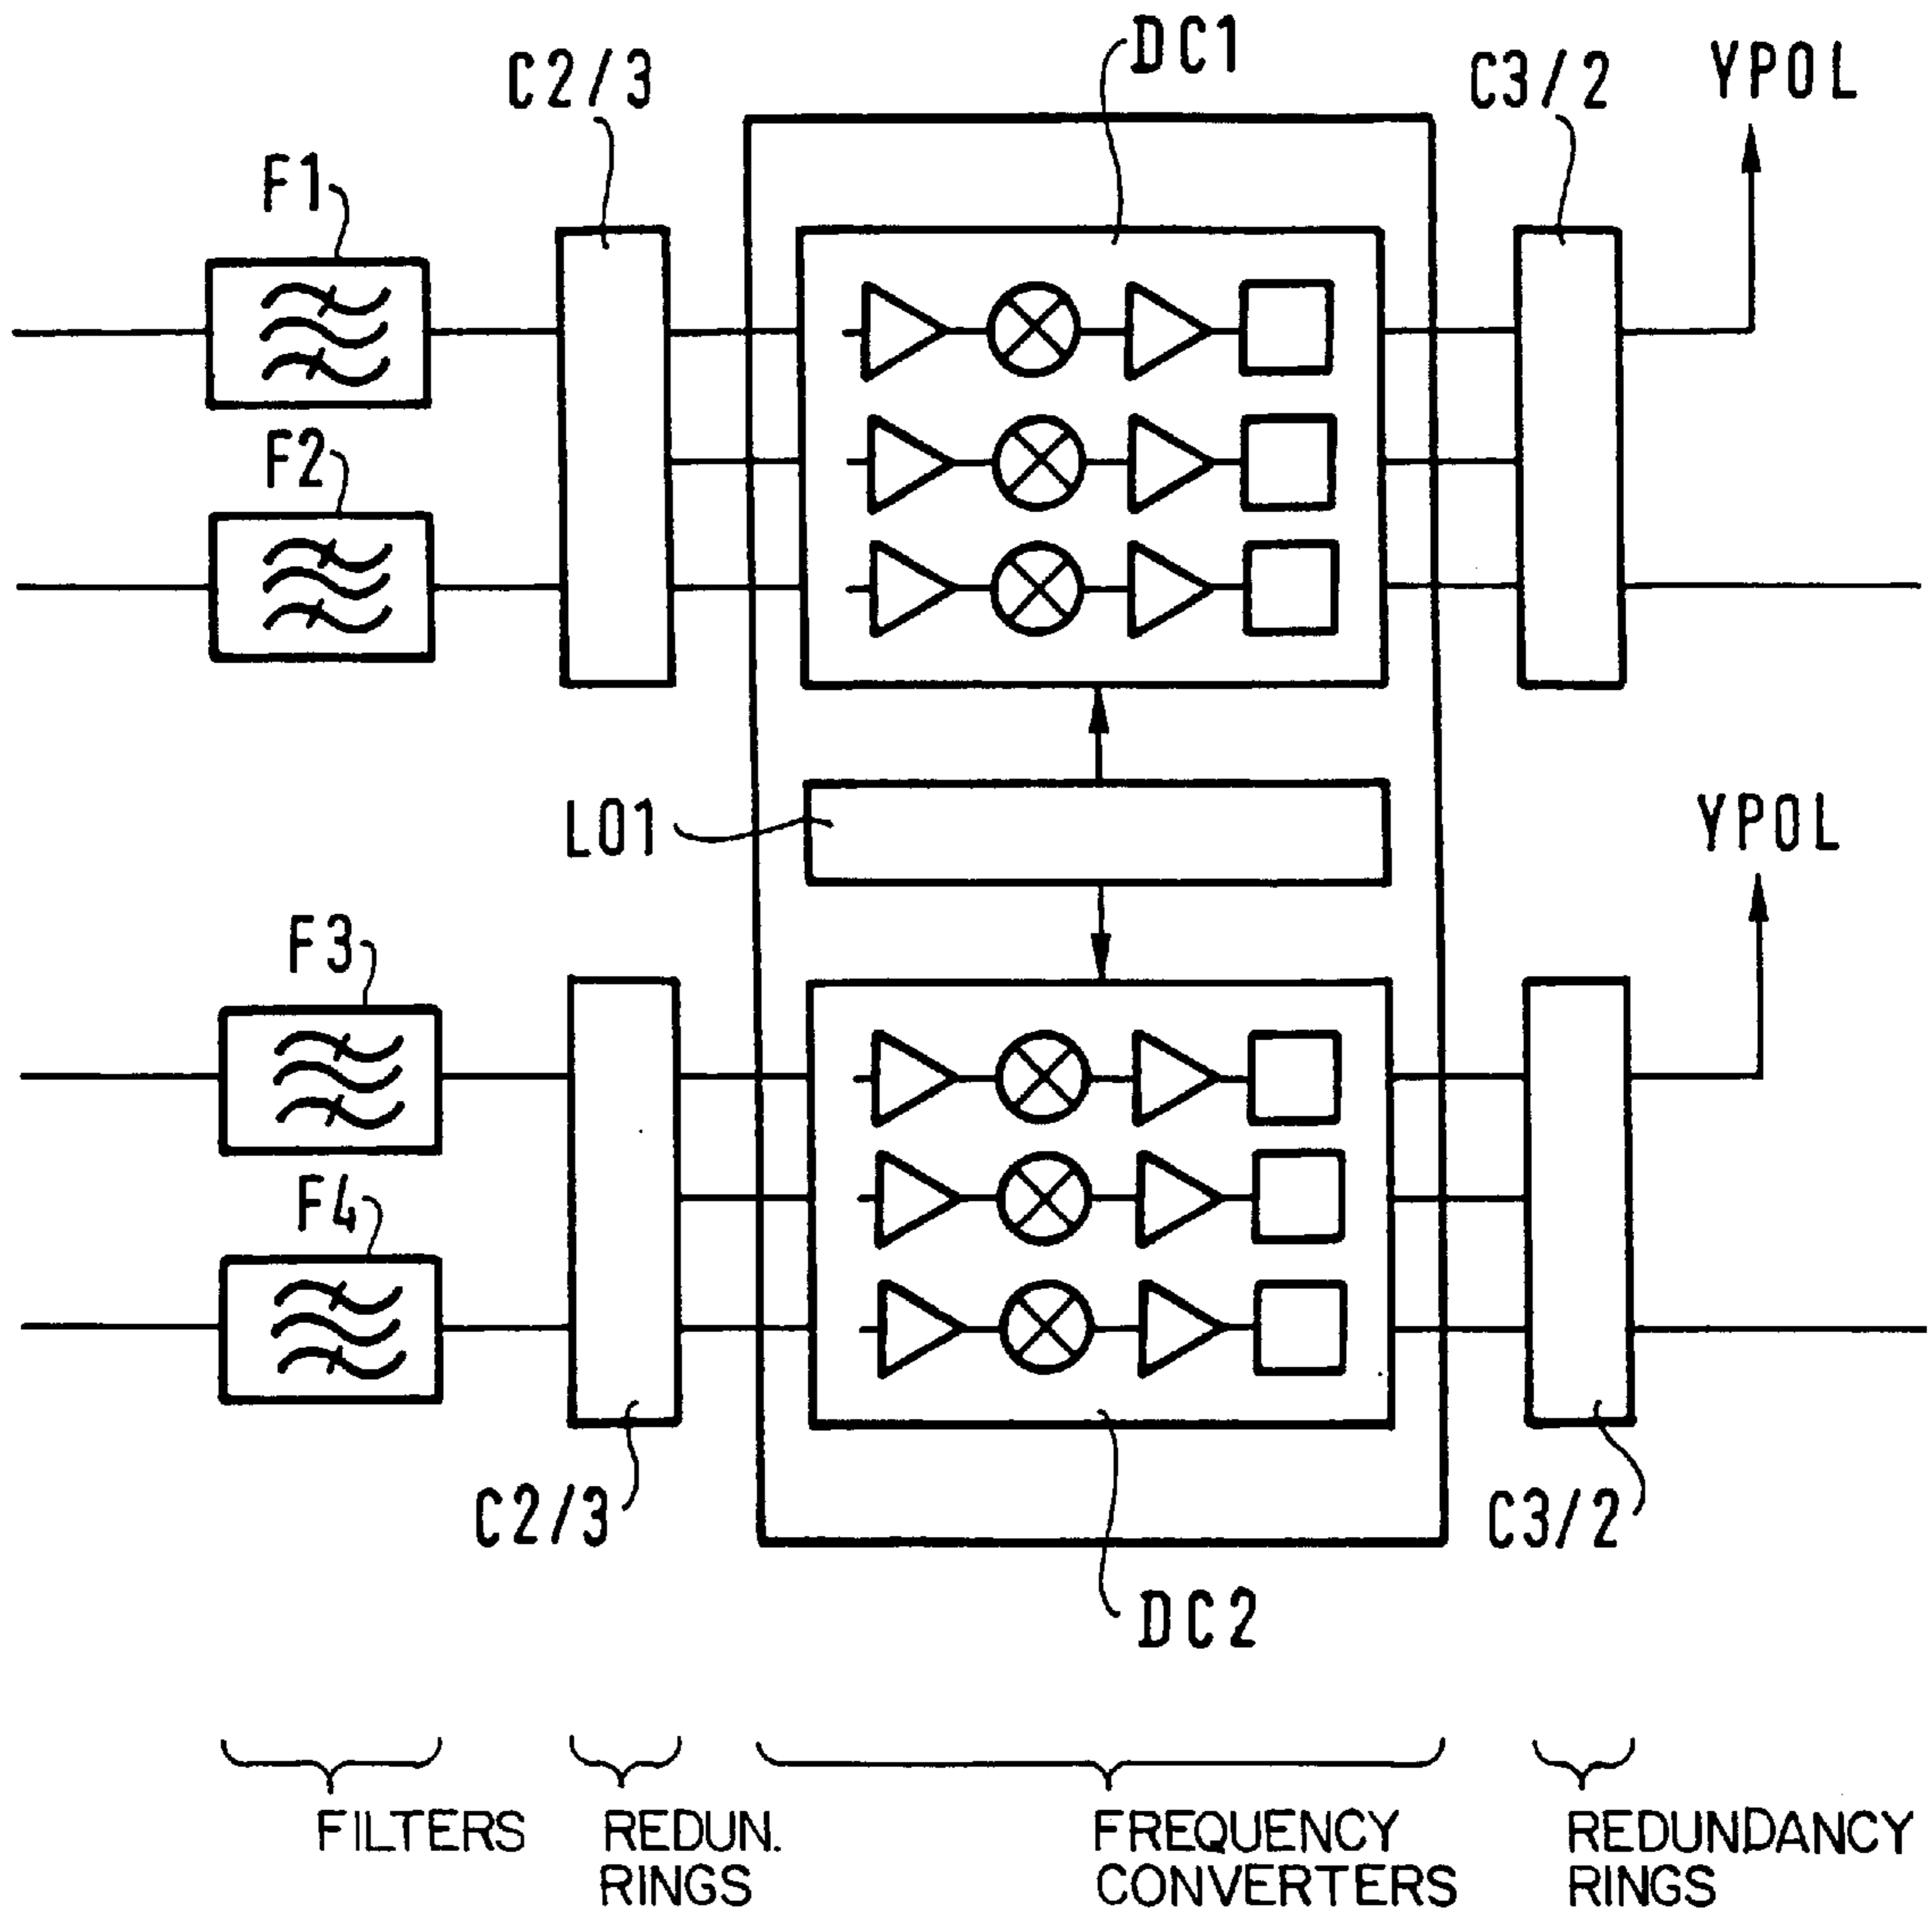 DC1
C2/3
C3/2
YPOL
F1
F2
LO1
YPOL
F3
F4
C2/3
C3/2
DC2
FILTERS
REDUN.
RINGS
FREQUENCY
CONVERTERS
REDUNDANCY
RINGS